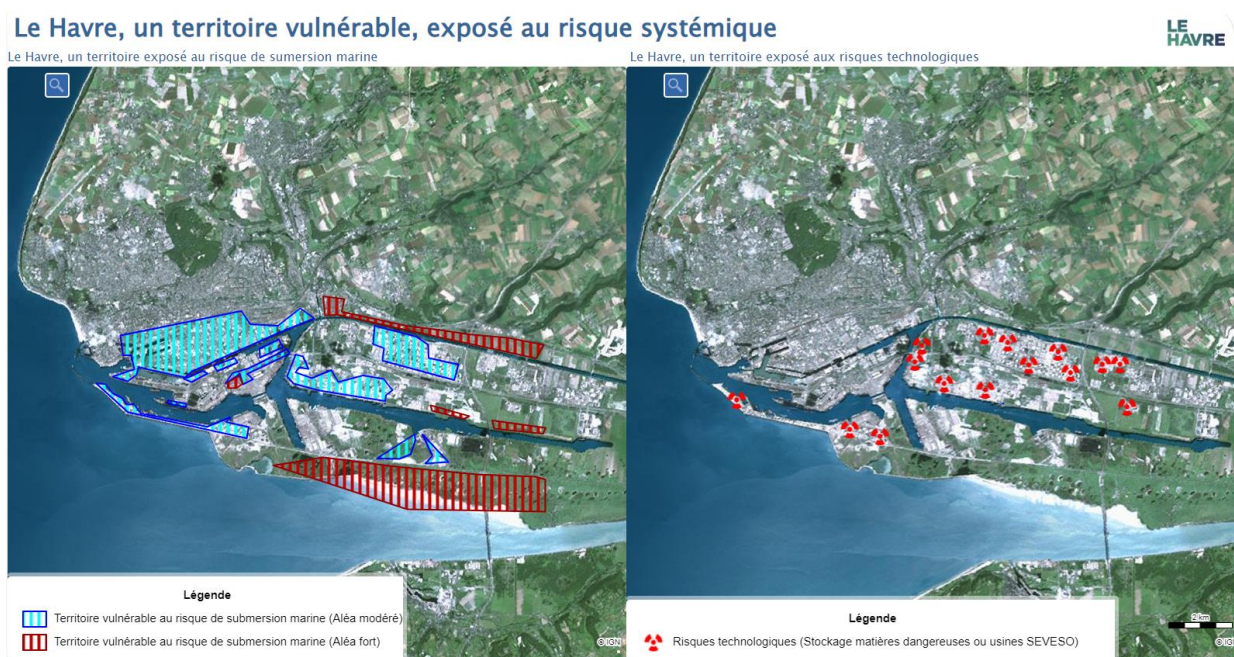 Le Havre, un territoire vulnérable, exposé au risque systémique
LE
HAVRE
Le Havre, un territoire exposé au risque de sumersion marine
Le Havre, un territoire exposé aux risques technologiques
Légende
Territoire vulnérable au risque de submersion marine (Aléa modéré)
Territoire vulnérable au risque de submersion marine (Aléa fort)
© IGN
Légende
Risques technologiques (Stockage matières dangereuses ou usines SEVESO)
2 km
© IGN